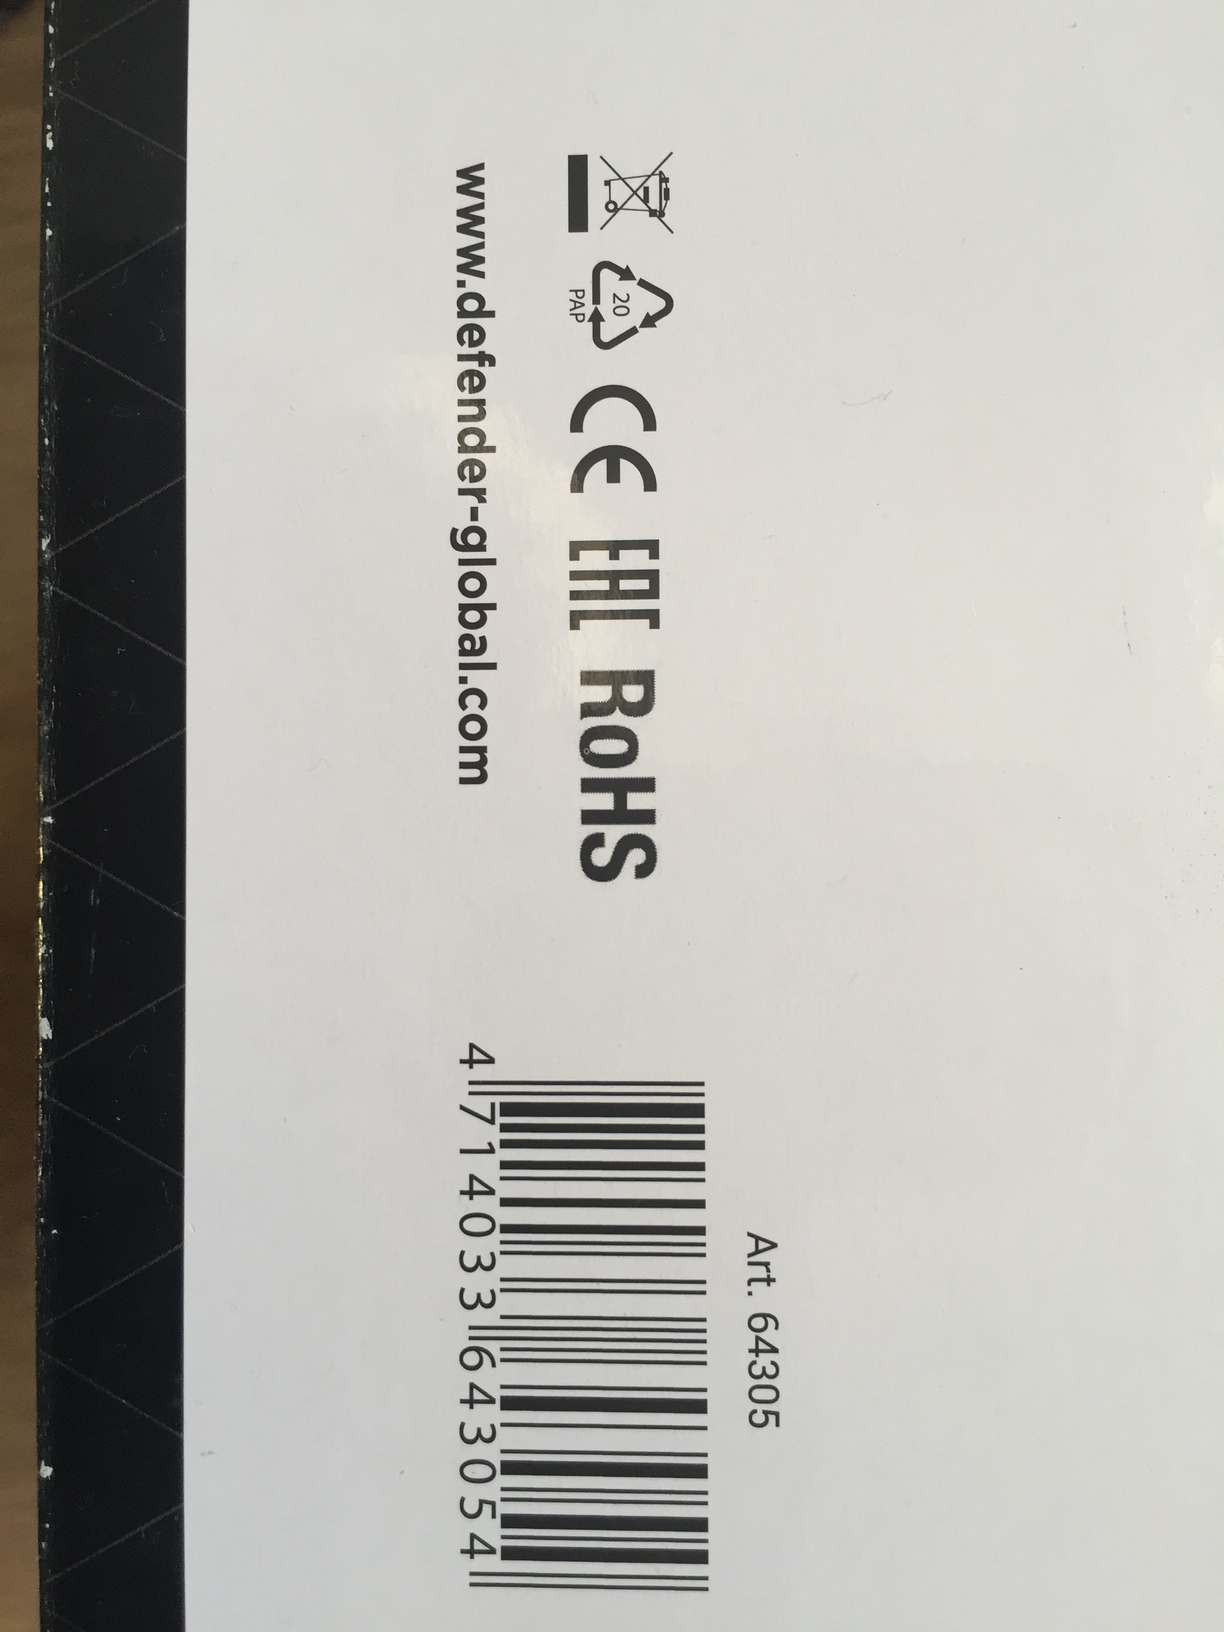 Art. 64305
20
PAP
CE EAC RoHS
www.defender-global.com
4 714033 643054